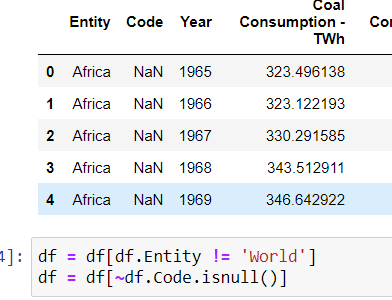 Coal
Entity Code Year Consumption - Co
TWh
0 Africa NaN 1965 323.496138
1 Africa NaN 1966 323.122193
2 Africa NaN 1967 330.291585
3 Africa NaN 1968 343.512911
4 Africa NaN 1969 346.642922
4]: df = df[df.Entity != 'World']
df = df[~df.Code.isnull()]